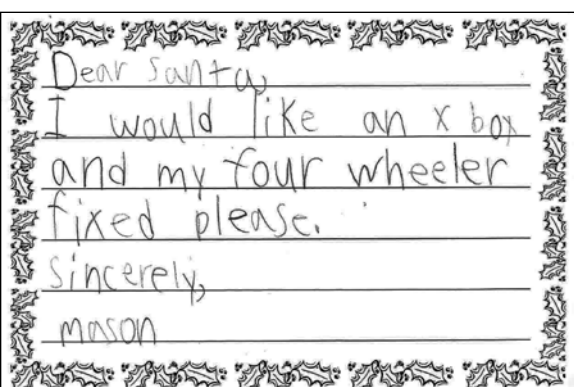 Dear Santa,
I would like an x box
and my four wheeler
fixed please.
Sincerely,
mason